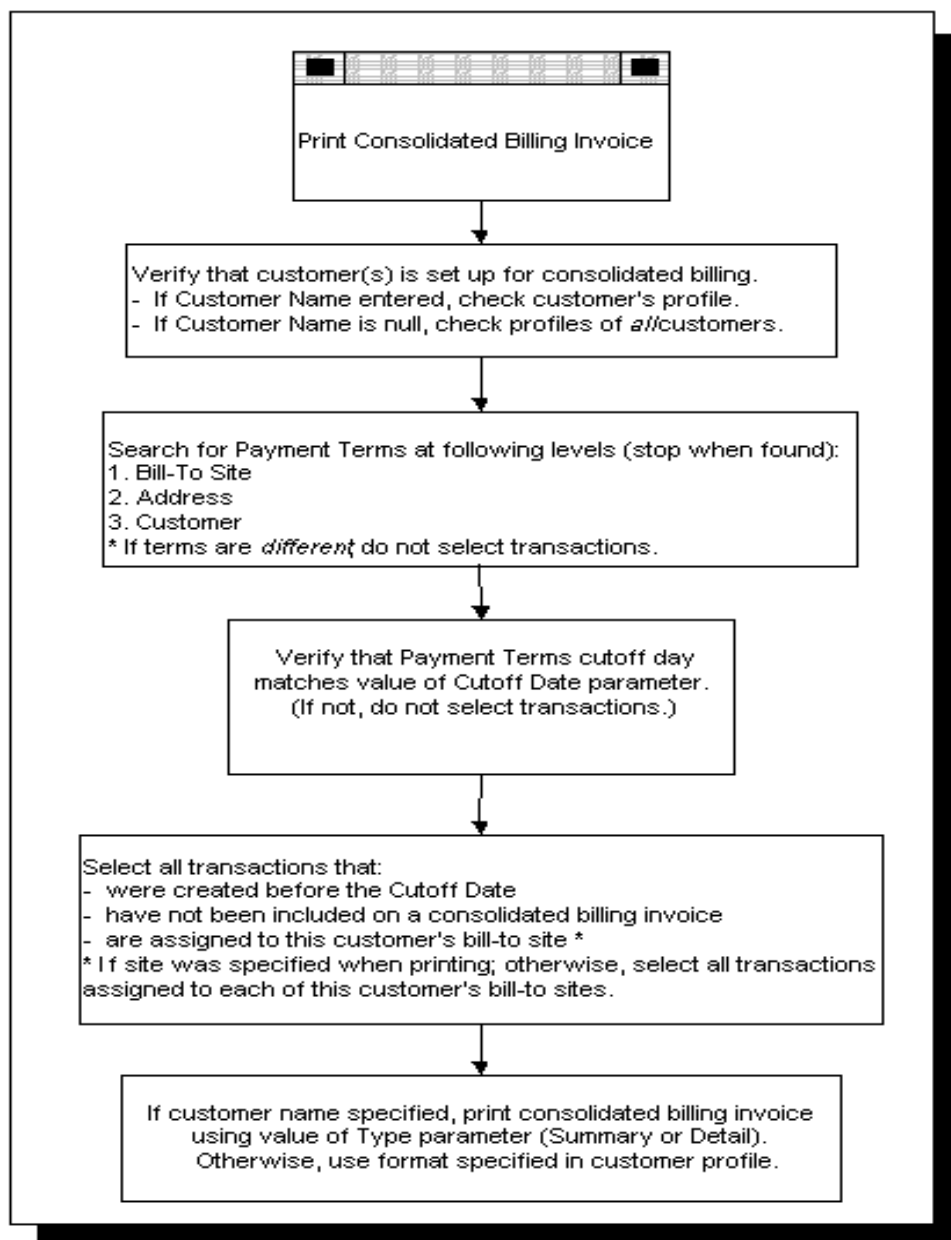 Print Consolidated Billing Invoice
Verify that customer(s) is set up for consolidated billing.
- If Customer Name entered, check customer's profile.
- If Customer Name is null, check profiles of allcustomers.
Search for Payment Terms at following levels (stop when found):
1. Bill-To Site
2. Address
3. Customer
* If terms are different, do not select transactions.
Verify that Payment Terms cutoff day
matches value of Cutoff Date parameter.
(If not, do not select transactions.)
Select all transactions that:
- were created before the Cutoff Date
- have not been included on a consolidated billing invoice
- are assigned to this customer's bill-to site *
* If site was specified when printing; otherwise, select all transactions
assigned to each of this customer's bill-to sites.
If customer name specified, print consolidated billing invoice
using value of Type parameter (Summary or Detail).
Otherwise, use format specified in customer profile.